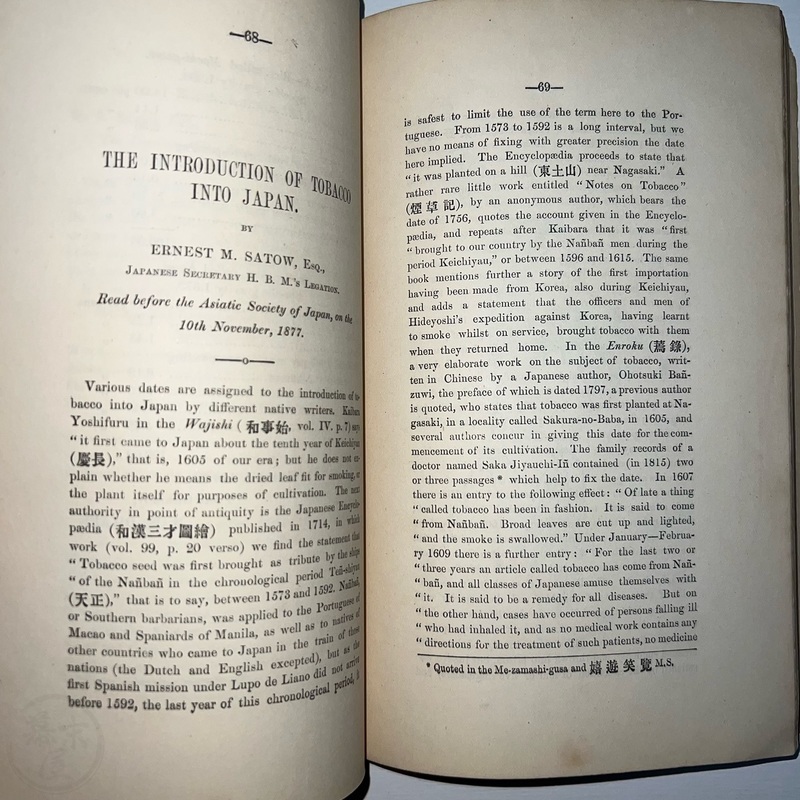 —68—
THE INTRODUCTION OF TOBACCO
INTO JAPAN.
BY
ERNEST M. SATOW, Esq.,
Japanese Secretary H. B. M.'s Legation.
Read before the Asiatic Society of Japan, on the
10th November, 1877.
Various dates are assigned to the introduction of to-
bacco into Japan by different native writers. Kaibara
Yoshifuru in the Wajishi (和事始, vol. IV. p. 7) says
“it first came to Japan about the tenth year of Keichiyau
(慶長),” that is, 1605 of our era; but he does not ex-
plain whether he means the dried leaf fit for smoking, or
the plant itself for purposes of cultivation. The next
authority in point of antiquity is the Japanese Encyclo-
pædia (和漢三才圖繪) published in 1714, in which
work (vol. 99, p. 20 verso) we find the statement that
“Tobacco seed was first brought as tribute by the ships
“of the Nañbañ in the chronological period Teñ-shiyau
(天正),” that is to say, between 1573 and 1592. Nañbañ,
or Southern barbarians, was applied to the Portuguese of
Macao and Spaniards of Manila, as well as to natives of
other countries who came to Japan in the train of these
nations (the Dutch and English excepted), but as the
first Spanish mission under Lupo de Liano did not arrive
before 1592, the last year of this chronological period, it
—69—
is safest to limit the use of the term here to the Por-
tuguese. From 1573 to 1592 is a long interval, but we
have no means of fixing with greater precision the date
here implied. The Encyclopædia proceeds to state that
“it was planted on a hill (東土山) near Nagasaki.” A
rather rare little work entitled “Notes on Tobacco”
(煙草記), by an anonymous author, which bears the
date of 1756, quotes the account given in the Encyclo-
pædia, and repeats after Kaibara that it was “first
“brought to our country by the Nañbañ men during the
period Keichiyau,” or between 1596 and 1615. The same
book mentions further a story of the first importation
having been made from Korea, also during Keichiyau,
and adds a statement that the officers and men of
Hideyoshi's expedition against Korea, having learnt
to smoke whilst on service, brought tobacco with them
when they returned home. In the Enroku (蔫錄),
a very elaborate work on the subject of tobacco, writ-
ten in Chinese by a Japanese author, Ohotsuki Bañ-
zuwi, the preface of which is dated 1797, a previous author
is quoted, who states that tobacco was first planted at Na-
gasaki, in a locality called Sakura-no-Baba, in 1605, and
several authors concur in giving this date for the com-
mencement of its cultivation. The family records of a
doctor named Saka Jiyauchi-Iñ contained (in 1815) two
or three passages * which help to fix the date. In 1607
there is an entry to the following effect: “Of late a thing
“called tobacco has been in fashion. It is said to come
“from Nañbañ. Broad leaves are cut up and lighted,
“and the smoke is swallowed.” Under January—Februa-
ry 1609 there is a further entry: “For the last two or
“three years an article called tobacco has come from Nañ-
“bañ, and all classes of Japanese amuse themselves with
“it. It is said to be a remedy for all diseases. But on
“the other hand, cases have occurred of persons falling ill
“who had inhaled it, and as no medical work contains any
“directions for the treatment of such patients, no medicine
* Quoted in the Me-zamashi-gusa and 嬉遊笑覽 M.S.